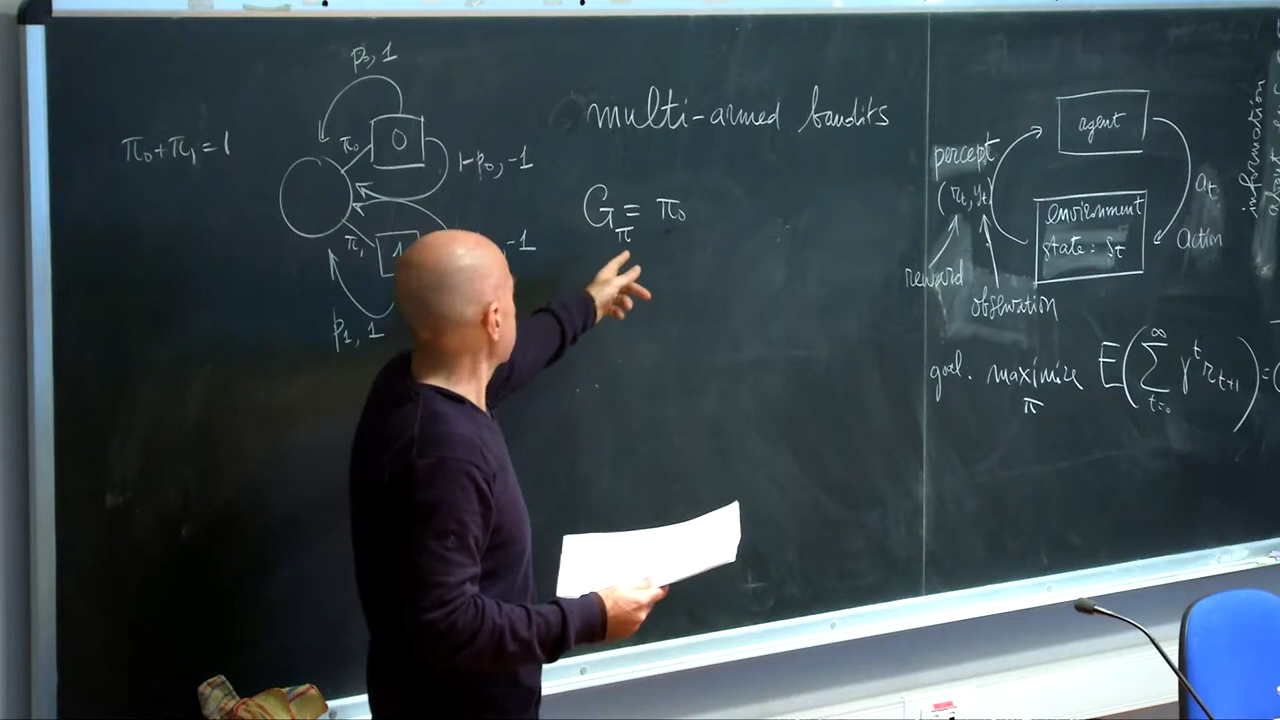 p₀, 1
π₀+π₁=1
π₀
0
1-p₀, -1
π₁
1
-1
p₁, 1
multi-armed bandits
G_π = π₀
agent
percept
(r_t, y_t)
a_t
action
environment
state: S_t
reward
observation
goal. maximize π E(∑_{t=0}^{∞} γ^t r_{t+1}) =
information